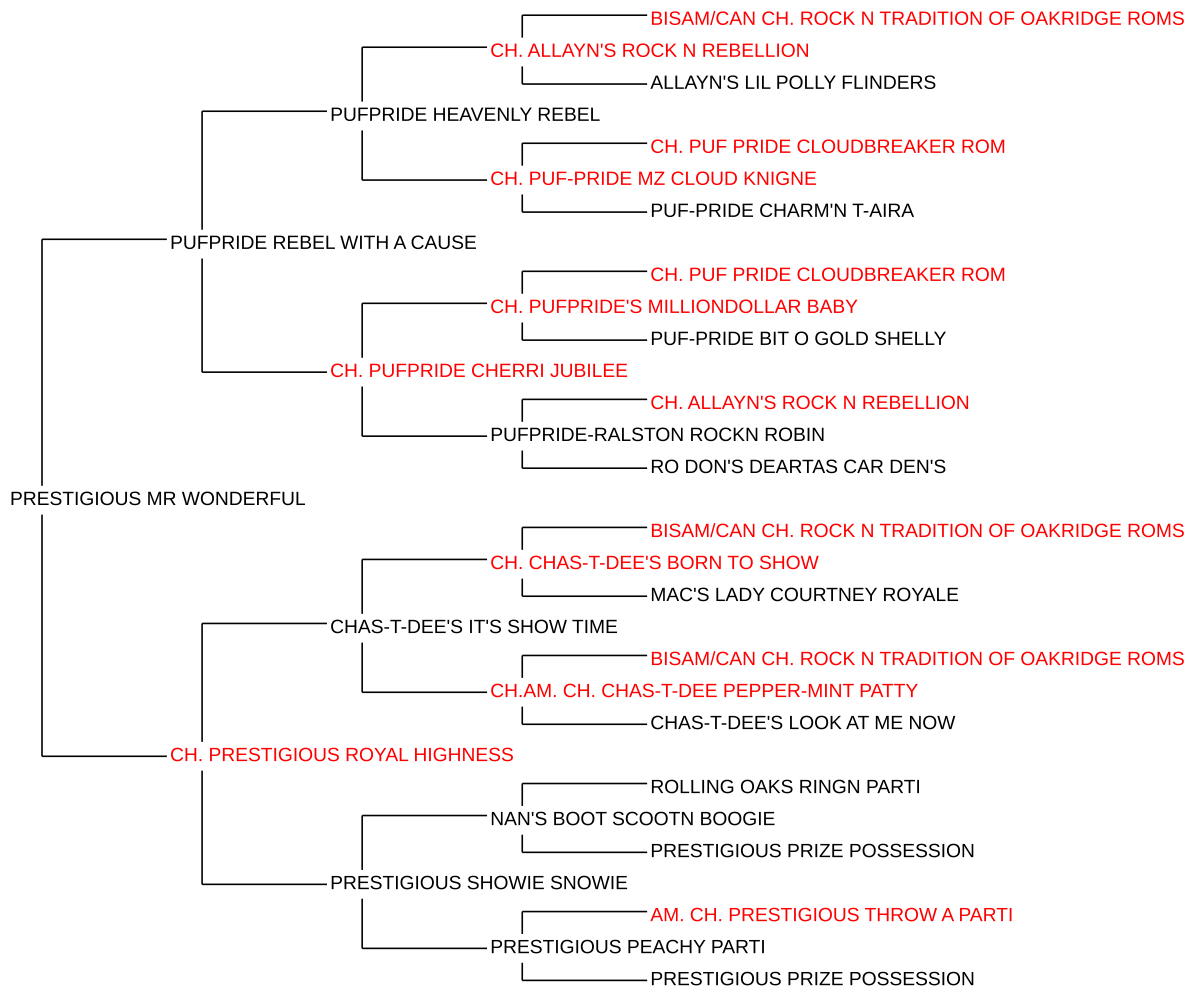 BISAM/CAN CH. ROCK N TRADITION OF OAKRIDGE ROMS
CH. ALLAYN'S ROCK N REBELLION
ALLAYN'S LIL POLLY FLINDERS
PUFPRIDE HEAVENLY REBEL
CH. PUF PRIDE CLOUDBREAKER ROM
CH. PUF-PRIDE MZ CLOUD KNIGNE
PUF-PRIDE CHARM'N T-AIRA
PUFPRIDE REBEL WITH A CAUSE
CH. PUF PRIDE CLOUDBREAKER ROM
CH. PUFPRIDE'S MILLIONDOLLAR BABY
PUF-PRIDE BIT O GOLD SHELLY
CH. PUFPRIDE CHERRI JUBILEE
CH. ALLAYN'S ROCK N REBELLION
PUFPRIDE-RALSTON ROCKN ROBIN
RO DON'S DEARTAS CAR DEN'S
PRESTIGIOUS MR WONDERFUL
BISAM/CAN CH. ROCK N TRADITION OF OAKRIDGE ROMS
CH. CHAS-T-DEE'S BORN TO SHOW
MAC'S LADY COURTNEY ROYALE
CHAS-T-DEE'S IT'S SHOW TIME
BISAM/CAN CH. ROCK N TRADITION OF OAKRIDGE ROMS
CH.AM. CH. CHAS-T-DEE PEPPER-MINT PATTY
CHAS-T-DEE'S LOOK AT ME NOW
CH. PRESTIGIOUS ROYAL HIGHNESS
ROLLING OAKS RINGN PARTI
NAN'S BOOT SCOOTN BOOGIE
PRESTIGIOUS PRIZE POSSESSION
PRESTIGIOUS SHOWIE SNOWIE
AM. CH. PRESTIGIOUS THROW A PARTI
PRESTIGIOUS PEACHY PARTI
PRESTIGIOUS PRIZE POSSESSION